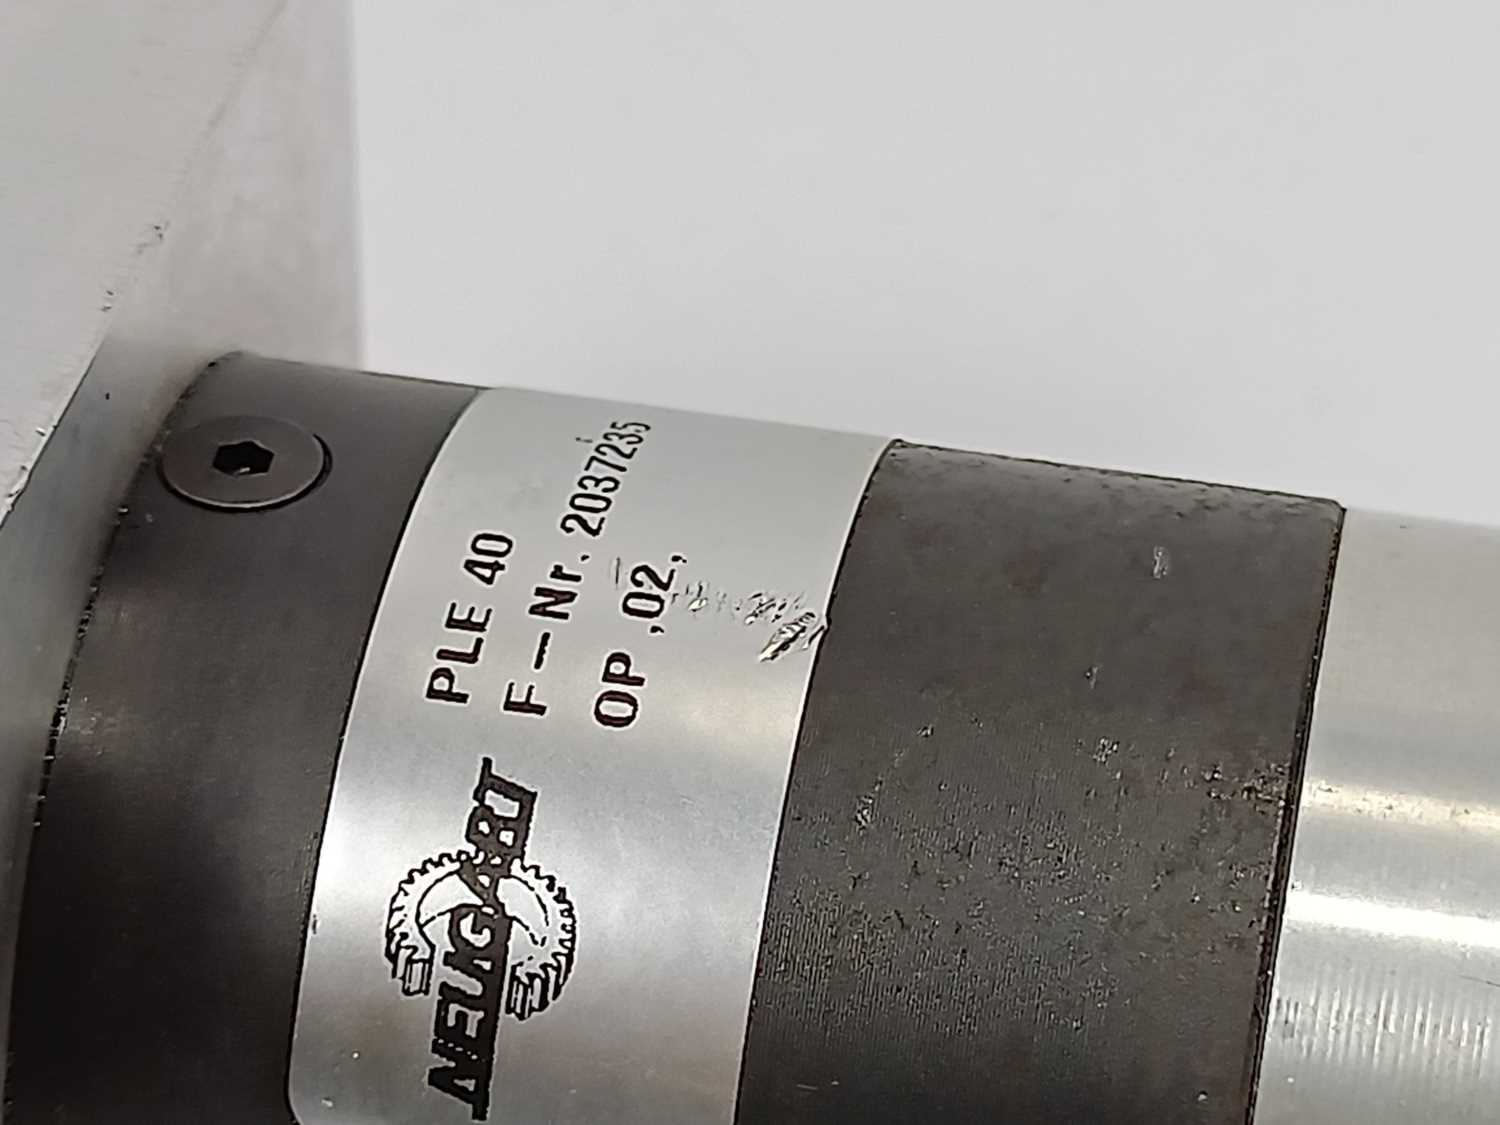 NEUGART
PLE 40
F-Nr. 2037235
OP ,02,